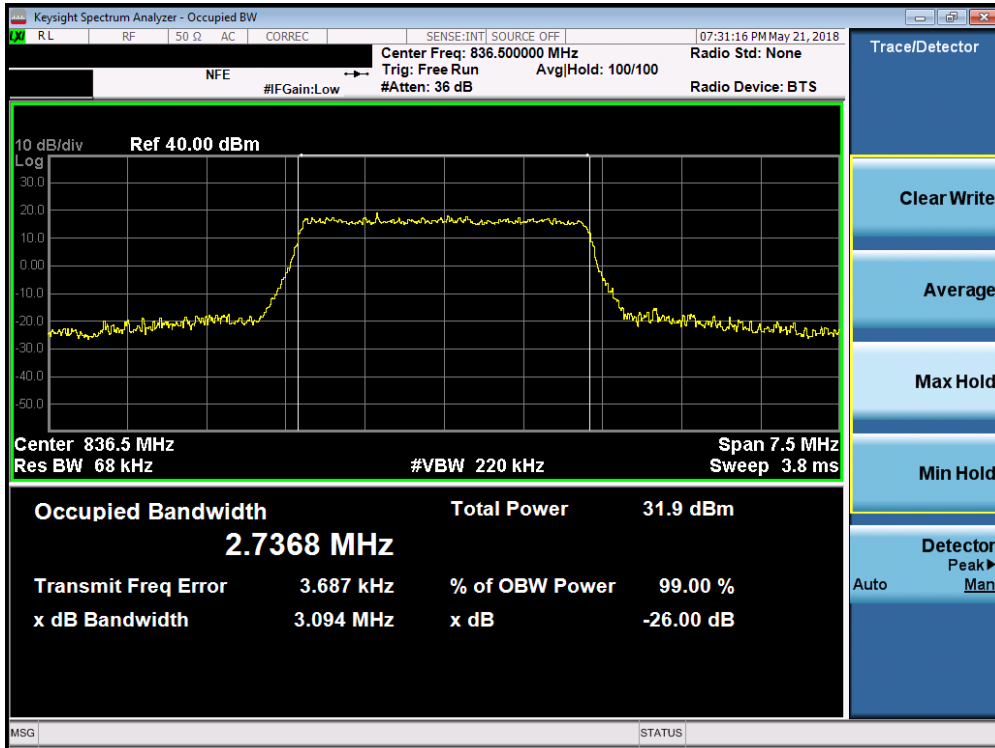 Keysight Spectrum Analyzer - Occupied BW
LXI RL RF 50 Ω AC CORREC SENSE:INT SOURCE OFF 07:31:16 PM May 21, 2018
Center Freq: 836.500000 MHz Radio Std: None
NFE Trig: Free Run Avg|Hold: 100/100
#IFGain:Low #Atten: 36 dB Radio Device: BTS
Trace/Detector
10 dB/div Ref 40.00 dBm
Log
30.0
20.0
10.0
0.00
-10.0
-20.0
-30.0
-40.0
-50.0
Center 836.5 MHz Span 7.5 MHz
Res BW 68 kHz #VBW 220 kHz Sweep 3.8 ms
Occupied Bandwidth Total Power 31.9 dBm
2.7368 MHz
Transmit Freq Error 3.687 kHz % of OBW Power 99.00 %
x dB Bandwidth 3.094 MHz x dB -26.00 dB
Clear Write
Average
Max Hold
Min Hold
Detector
Peak▶
Auto Man
MSG STATUS